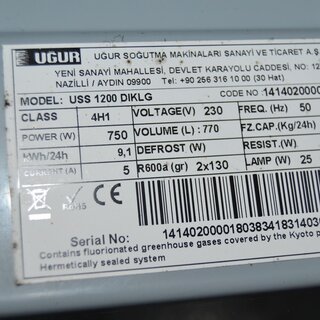 UGUR UĞUR SOĞUTMA MAKİNALARI SANAYİ VE TİCARET A.Ş.
YENİ SANAYİ MAHALLESİ, DEVLET KARAYOLU CADDESİ, NO: 12
NAZİLLİ / AYDIN 09900 Tel: +90 256 316 10 00 (30 Hat)
MODEL: USS 1200 DIKLG CODE NO: 1414020000
CLASS 4H1 VOLTAGE(V) 230 FREQ. (Hz) 50
POWER (W) 750 VOLUME (L) : 770 FZ.CAP.(Kg/24h)
kWh/24h 9,1 DEFROST (W) RESIST.(W)
CURRENT (A) 5 R600a (gr) 2x130 LAMP (W) 25
CE
RoHS
Serial No: 1414020000180383418314030
Contains fluorionated greenhouse gases covered by the Kyoto p
Hermetically sealed system